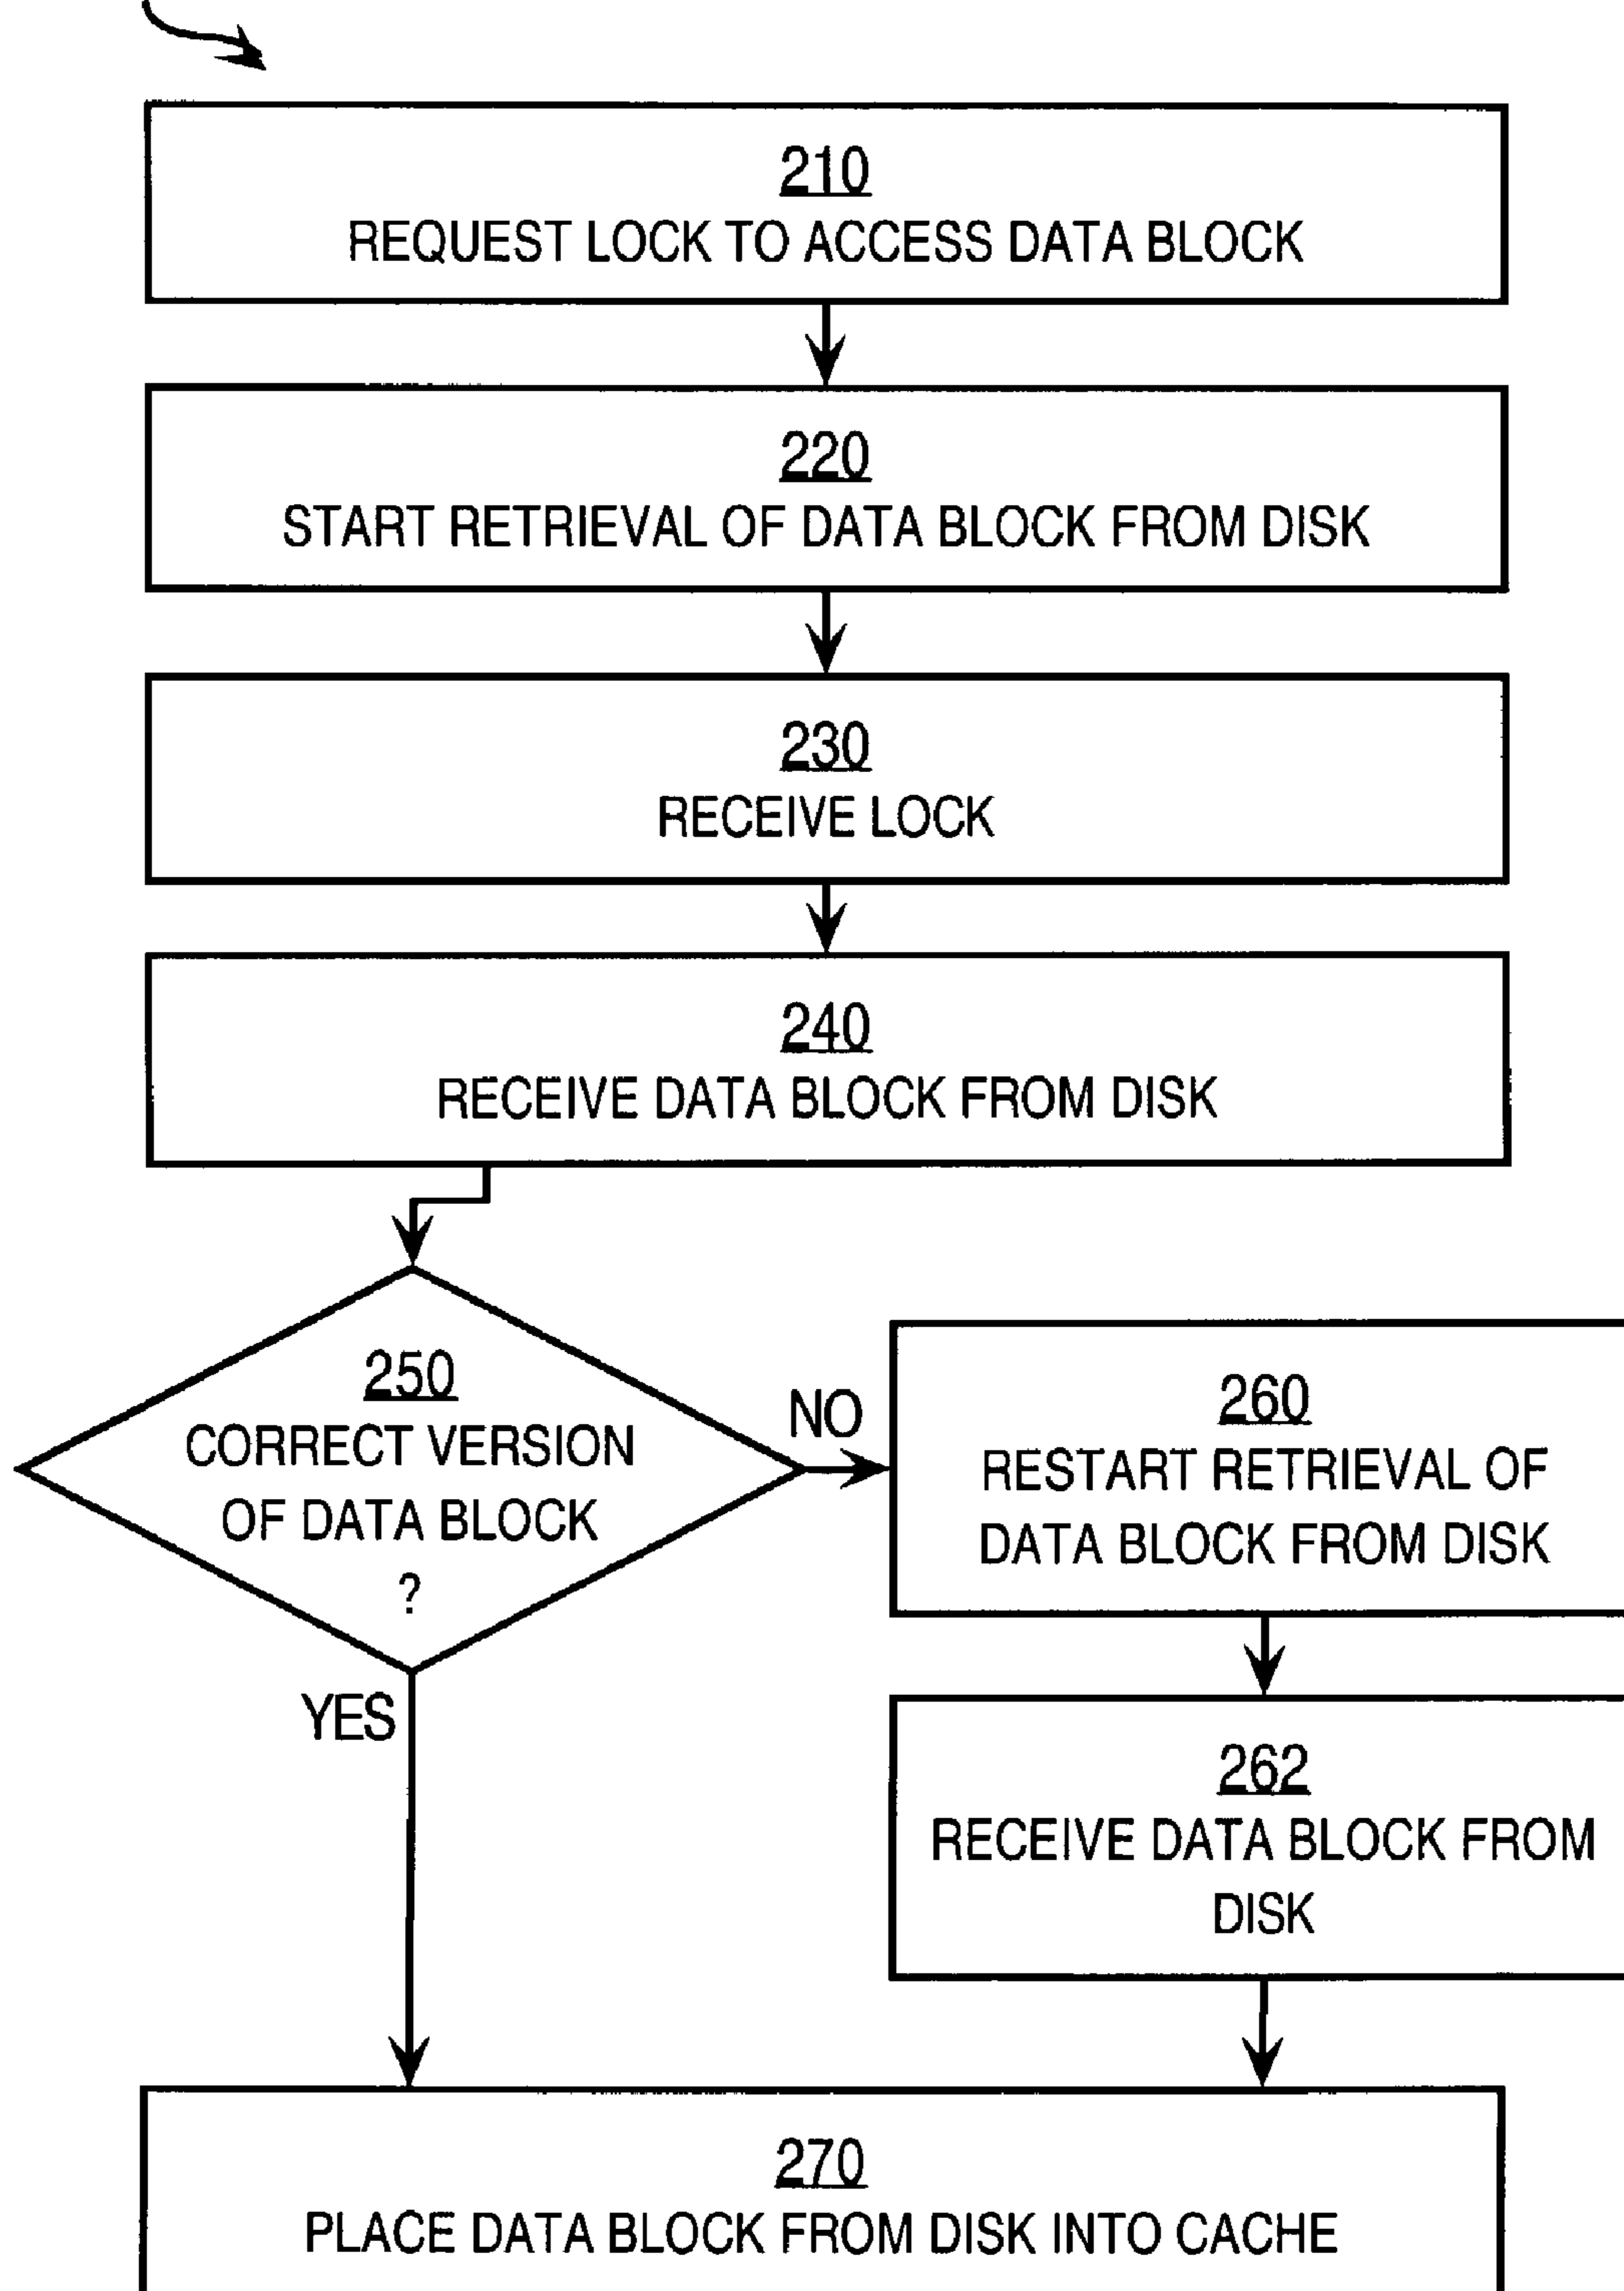 210
REQUEST LOCK TO ACCESS DATA BLOCK
220
START RETRIEVAL OF DATA BLOCK FROM DISK
230
RECEIVE LOCK
240
RECEIVE DATA BLOCK FROM DISK
250
CORRECT VERSION
OF DATA BLOCK
?
NO
260
RESTART RETRIEVAL OF
DATA BLOCK FROM DISK
YES
262
RECEIVE DATA BLOCK FROM
DISK
270
PLACE DATA BLOCK FROM DISK INTO CACHE